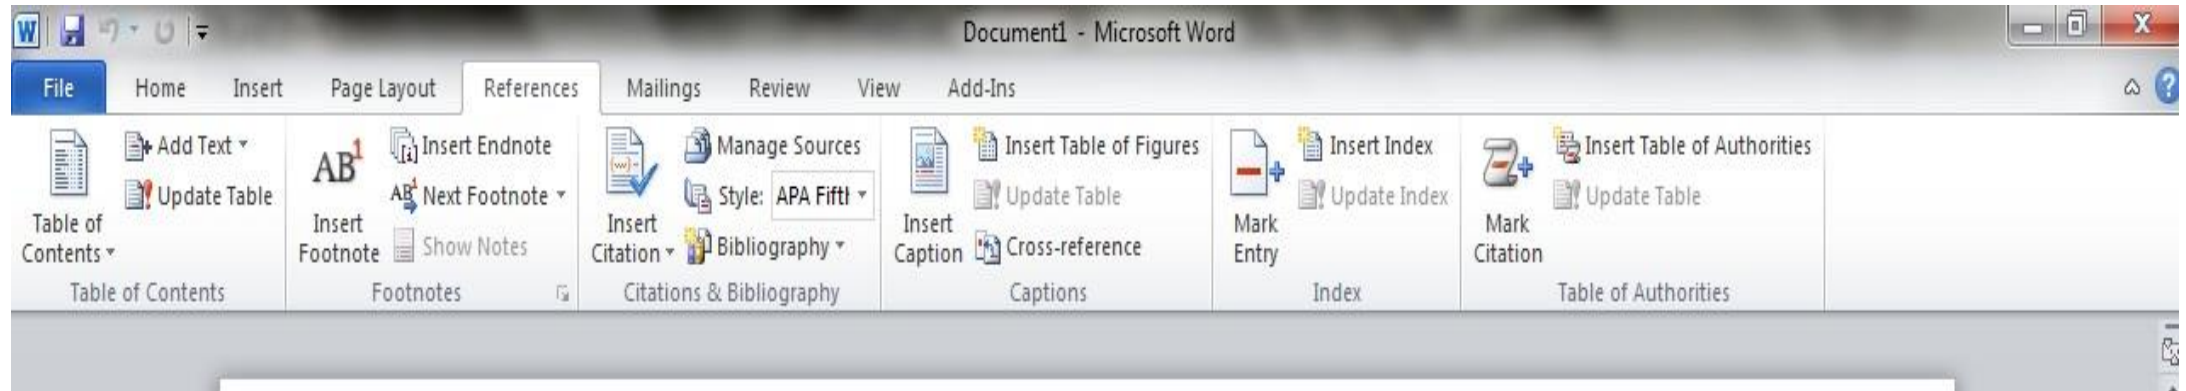 W
Document1 - Microsoft Word
File Home Insert Page Layout References Mailings Review View Add-Ins
Table of Contents
Add Text
Update Table
Table of Contents
AB1
Insert Footnote
Insert Endnote
AB1 Next Footnote
Show Notes
Footnotes
Insert Citation
Manage Sources
Style: APA Fift
Bibliography
Citations & Bibliography
Insert Caption
Insert Table of Figures
Update Table
Cross-reference
Captions
Mark Entry
Insert Index
Update Index
Index
Mark Citation
Insert Table of Authorities
Update Table
Table of Authorities